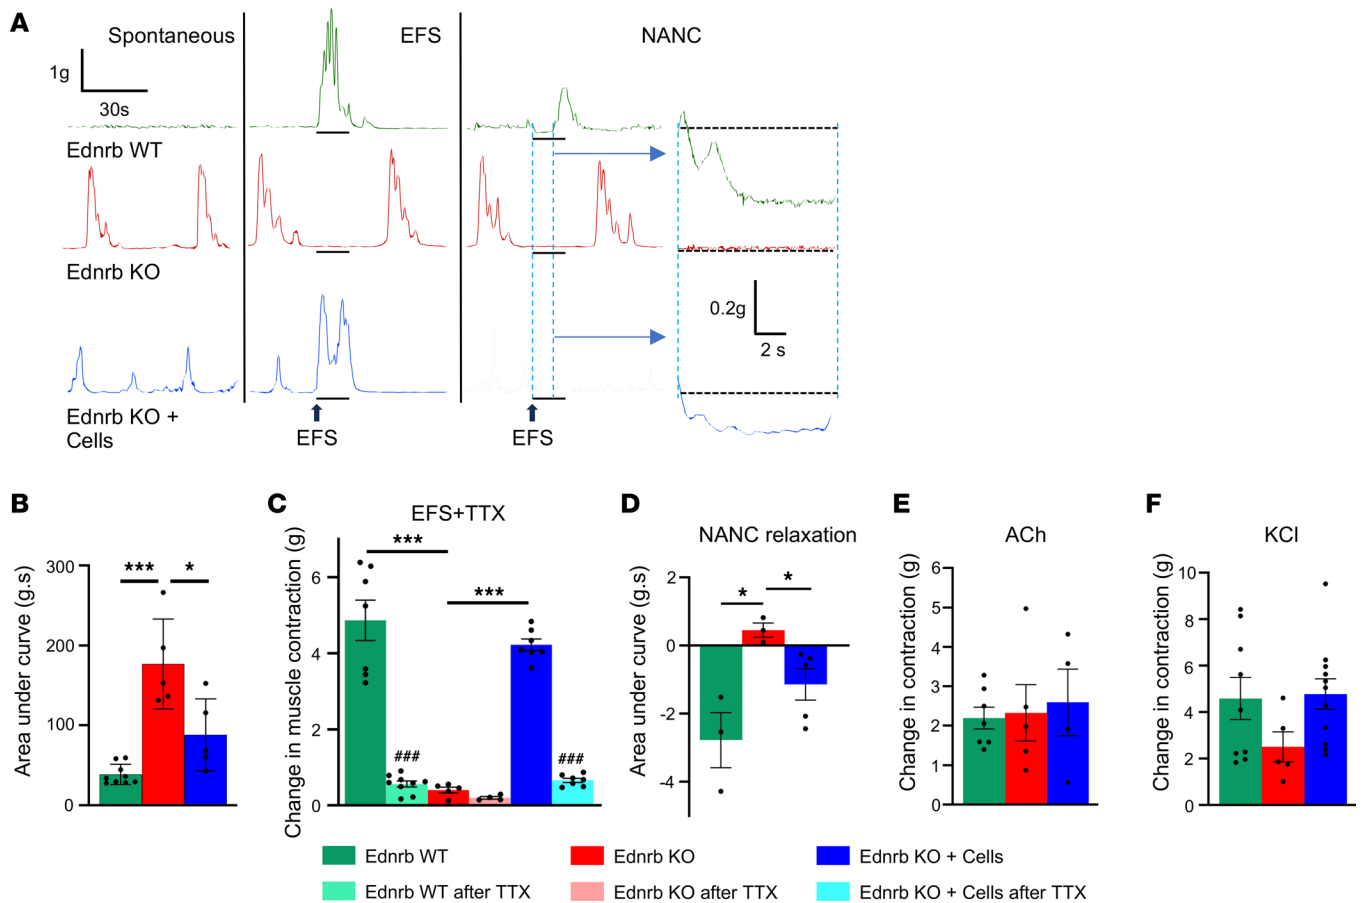 A
Spontaneous
EFS
NANC
1g
30s
Ednrb WT
Ednrb KO
0.2g
2 s
Ednrb KO +
Cells
EFS
EFS
B
Area under curve (g.s)
300
200
100
0
***
*
C
EFS+TTX
Change in muscle contraction (g)
6
4
2
0
***
***
###
###
D
NANC relaxation
Area under curve (g.s)
2
0
-2
-4
*
*
E
ACh
Change in contraction (g)
6
5
4
3
2
1
0
F
KCl
Change in contraction (g)
10
8
6
4
2
0
Ednrb WT
Ednrb KO
Ednrb KO + Cells
Ednrb WT after TTX
Ednrb KO after TTX
Ednrb KO + Cells after TTX